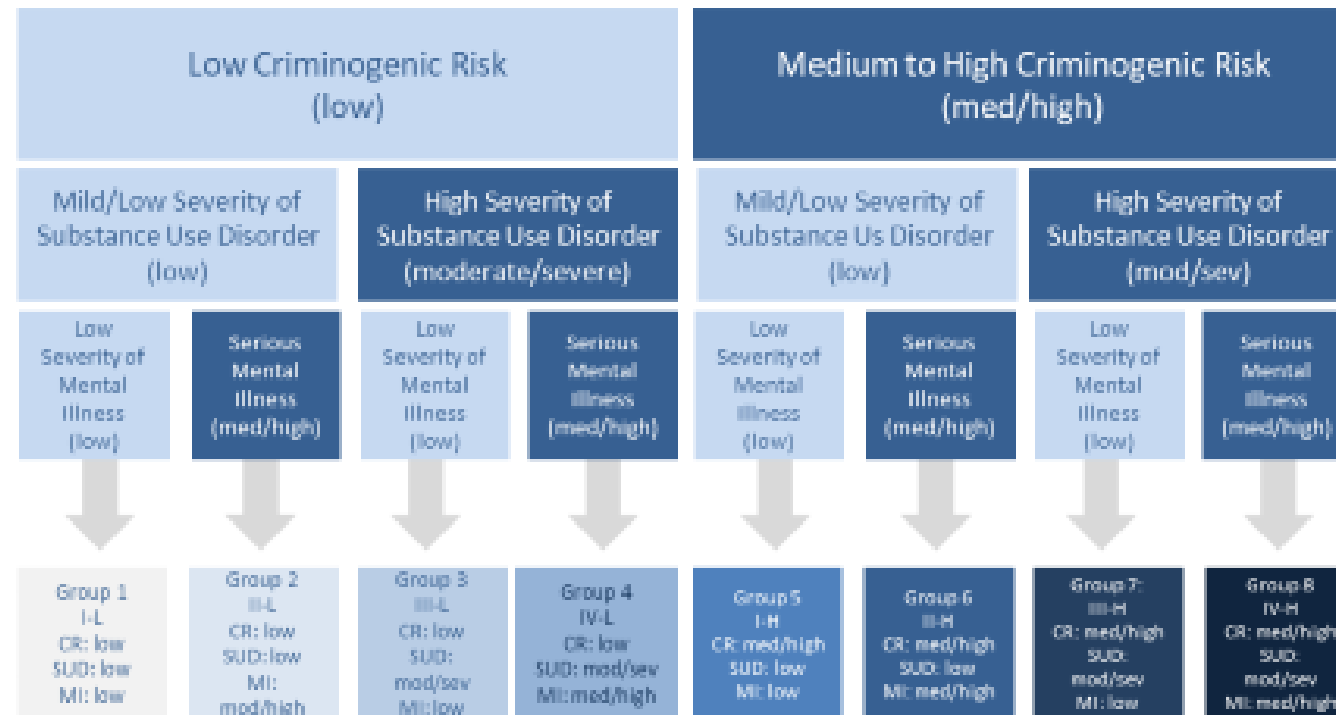 Low Criminogenic Risk
(low)
Medium to High Criminogenic Risk
(med/high)
Mild/Low Severity of
Substance Use Disorder
(low)
High Severity of
Substance Use Disorder
(moderate/severe)
Mild/Low Severity of
Substance Us Disorder
(low)
High Severity of
Substance Use Disorder
(mod/sev)
Low
Severity of
Mental
Illness
(low)
Serious
Mental
Illness
(med/high)
Low
Severity of
Mental
Illness
(low)
Serious
Mental
Illness
(med/high)
Low
Severity of
Mental
Illness
(low)
Serious
Mental
Illness
(med/high)
Low
Severity of
Mental
Illness
(low)
Serious
Mental
Illness
(med/high)
Group 1
I-L
CR: low
SUD: low
MI: low
Group 2
II-L
CR: low
SUD: low
MI:
mod/high
Group 3
III-L
CR: low
SUD:
mod/sev
MI: low
Group 4
IV-L
CR: low
SUD: mod/sev
MI: med/high
Group 5
I-H
CR: med/high
SUD: low
MI: low
Group 6
II-H
CR: med/high
SUD: low
MI: med/high
Group 7:
III-H
CR: med/high
SUD:
mod/sev
MI: low
Group 8
IV-H
CR: med/high
SUD:
mod/sev
MI: med/high